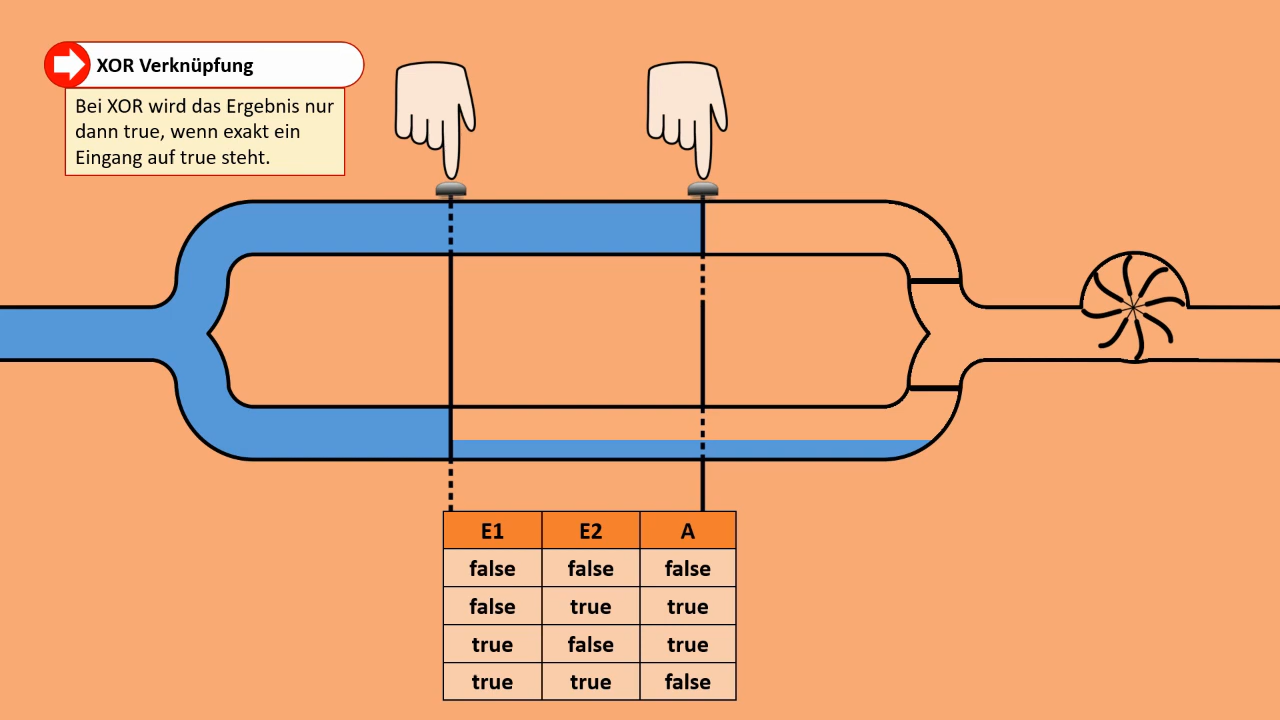 XOR Verknüpfung
Bei XOR wird das Ergebnis nur
dann true, wenn exakt ein
Eingang auf true steht.
E1 E2 A
false false false
false true true
true false true
true true false